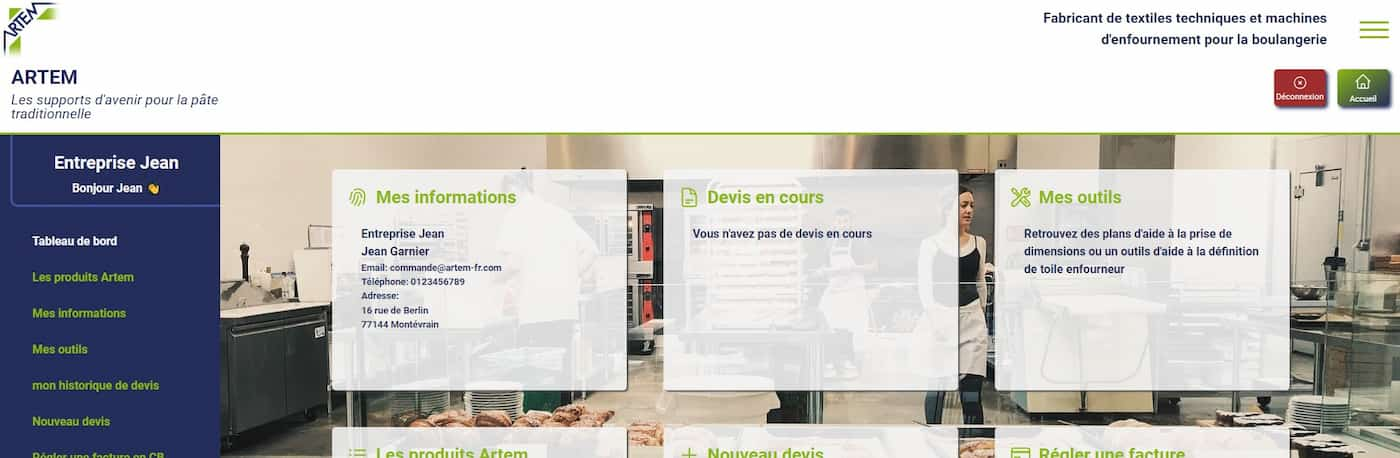 ARTEM
Fabricant de textiles techniques et machines
d'enfournement pour la boulangerie
ARTEM
Les supports d'avenir pour la pâte
traditionnelle
Déconnexion
Accueil
Entreprise Jean
Bonjour Jean 👋
Tableau de bord
Les produits Artem
Mes informations
Mes outils
mon historique de devis
Nouveau devis
Régler une facture en CB
Mes informations
Entreprise Jean
Jean Garnier
Email: commande@artem-fr.com
Téléphone: 0123456789
Adresse:
16 rue de Berlin
77144 Montévrain
Devis en cours
Vous n'avez pas de devis en cours
Mes outils
Retrouvez des plans d'aide à la prise de
dimensions ou un outils d'aide à la définition
de toile enfourneur
Les produits Artem
Nouveau devis
Régler une facture